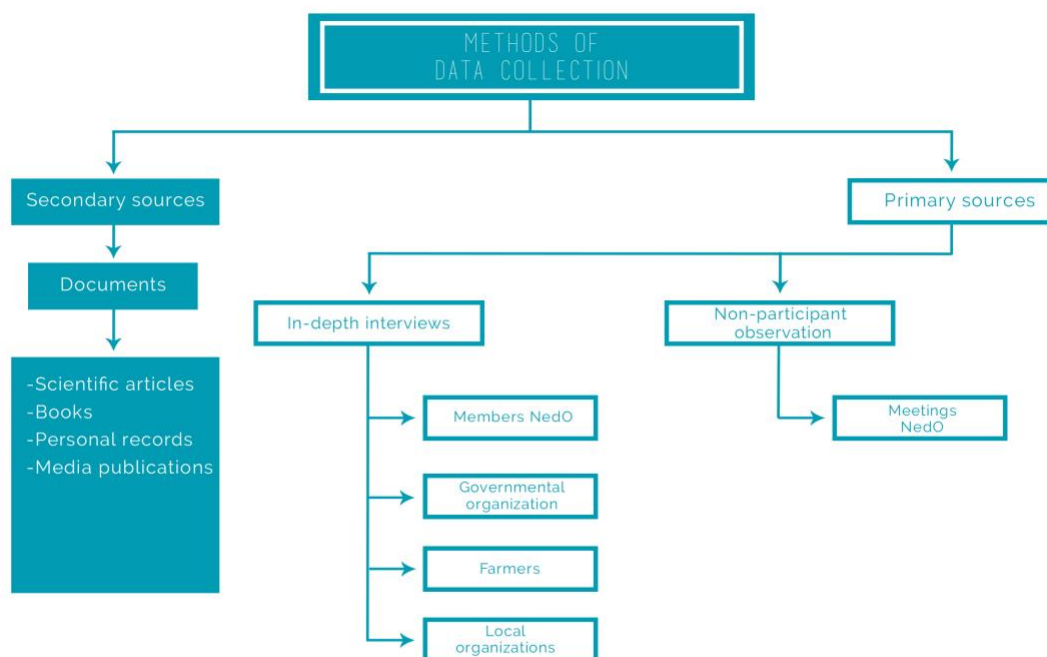 METHODS OF
DATA COLLECTION
Secondary sources
Primary sources
Documents
In-depth interviews
Non-participant
observation
-Scientific articles
-Books
-Personal records
-Media publications
Members NedO
Meetings
NedO
Governmental
organization
Farmers
Local
organizations